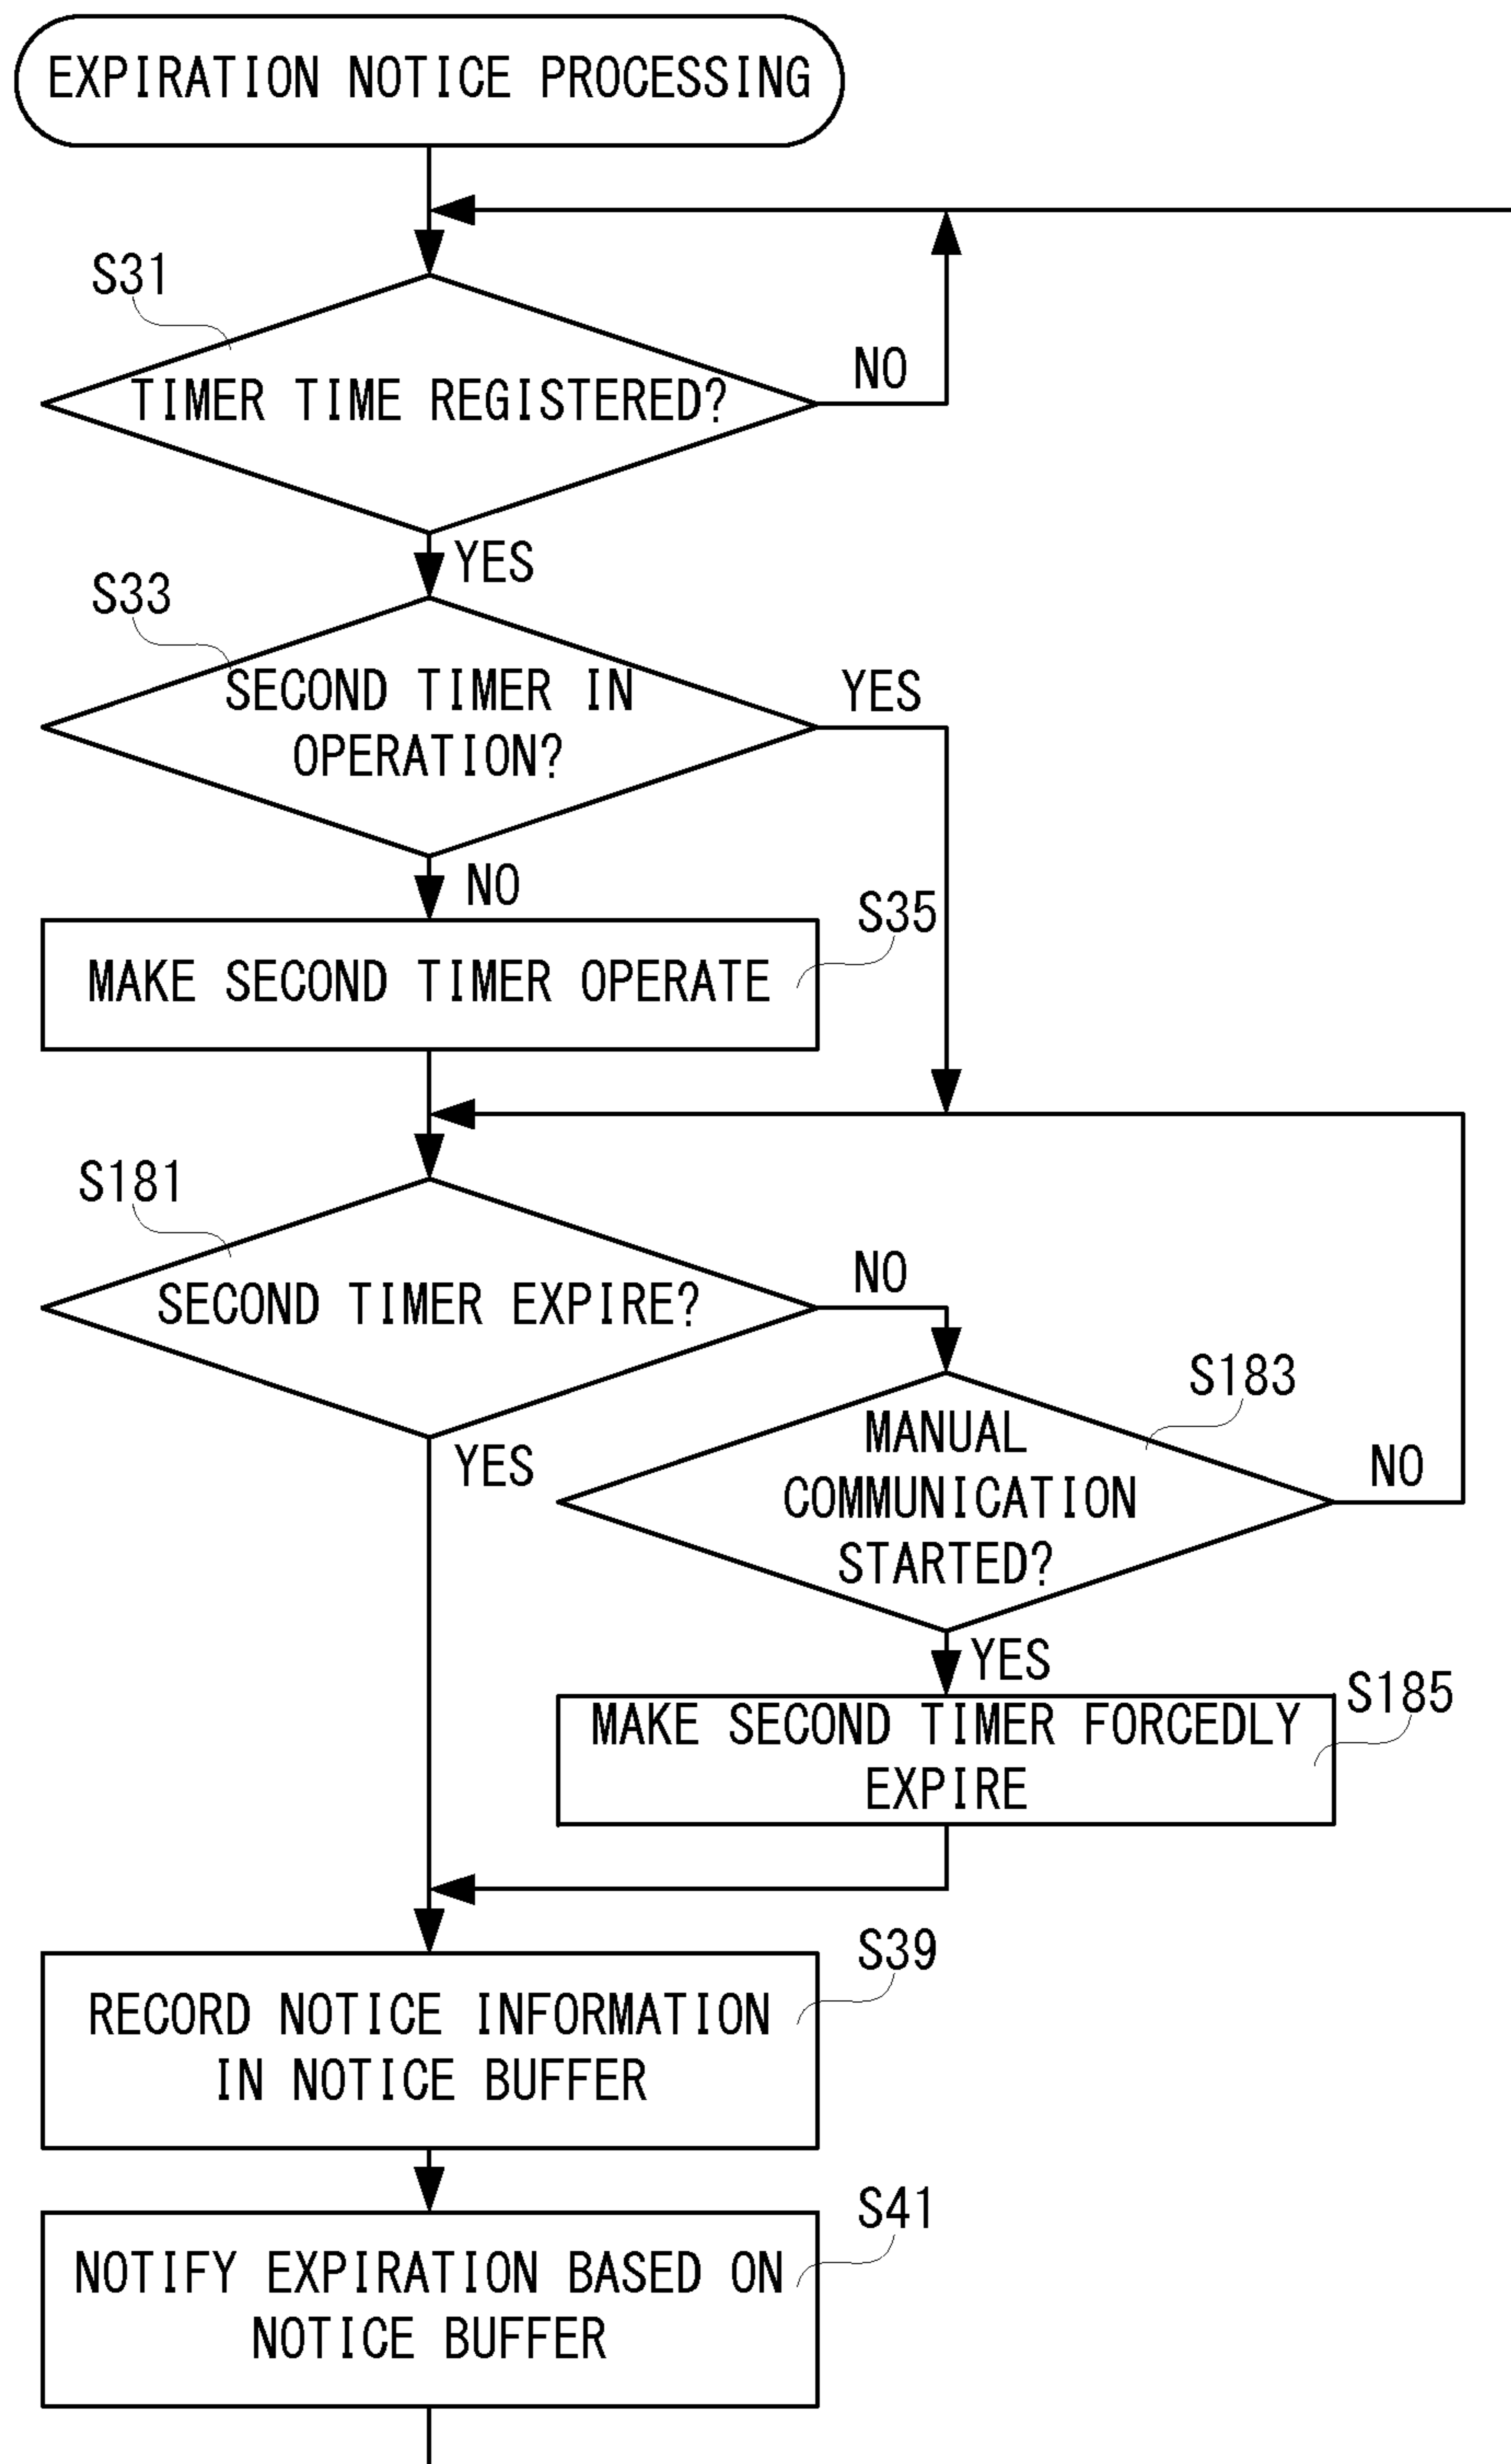 EXPIRATION NOTICE PROCESSING
S31
TIMER TIME REGISTERED?
NO
YES
S33
SECOND TIMER IN
OPERATION?
YES
NO
S35
MAKE SECOND TIMER OPERATE
S181
SECOND TIMER EXPIRE?
NO
YES
S183
MANUAL
COMMUNICATION
STARTED?
NO
YES
S185
MAKE SECOND TIMER FORCEDLY
EXPIRE
S39
RECORD NOTICE INFORMATION
IN NOTICE BUFFER
S41
NOTIFY EXPIRATION BASED ON
NOTICE BUFFER